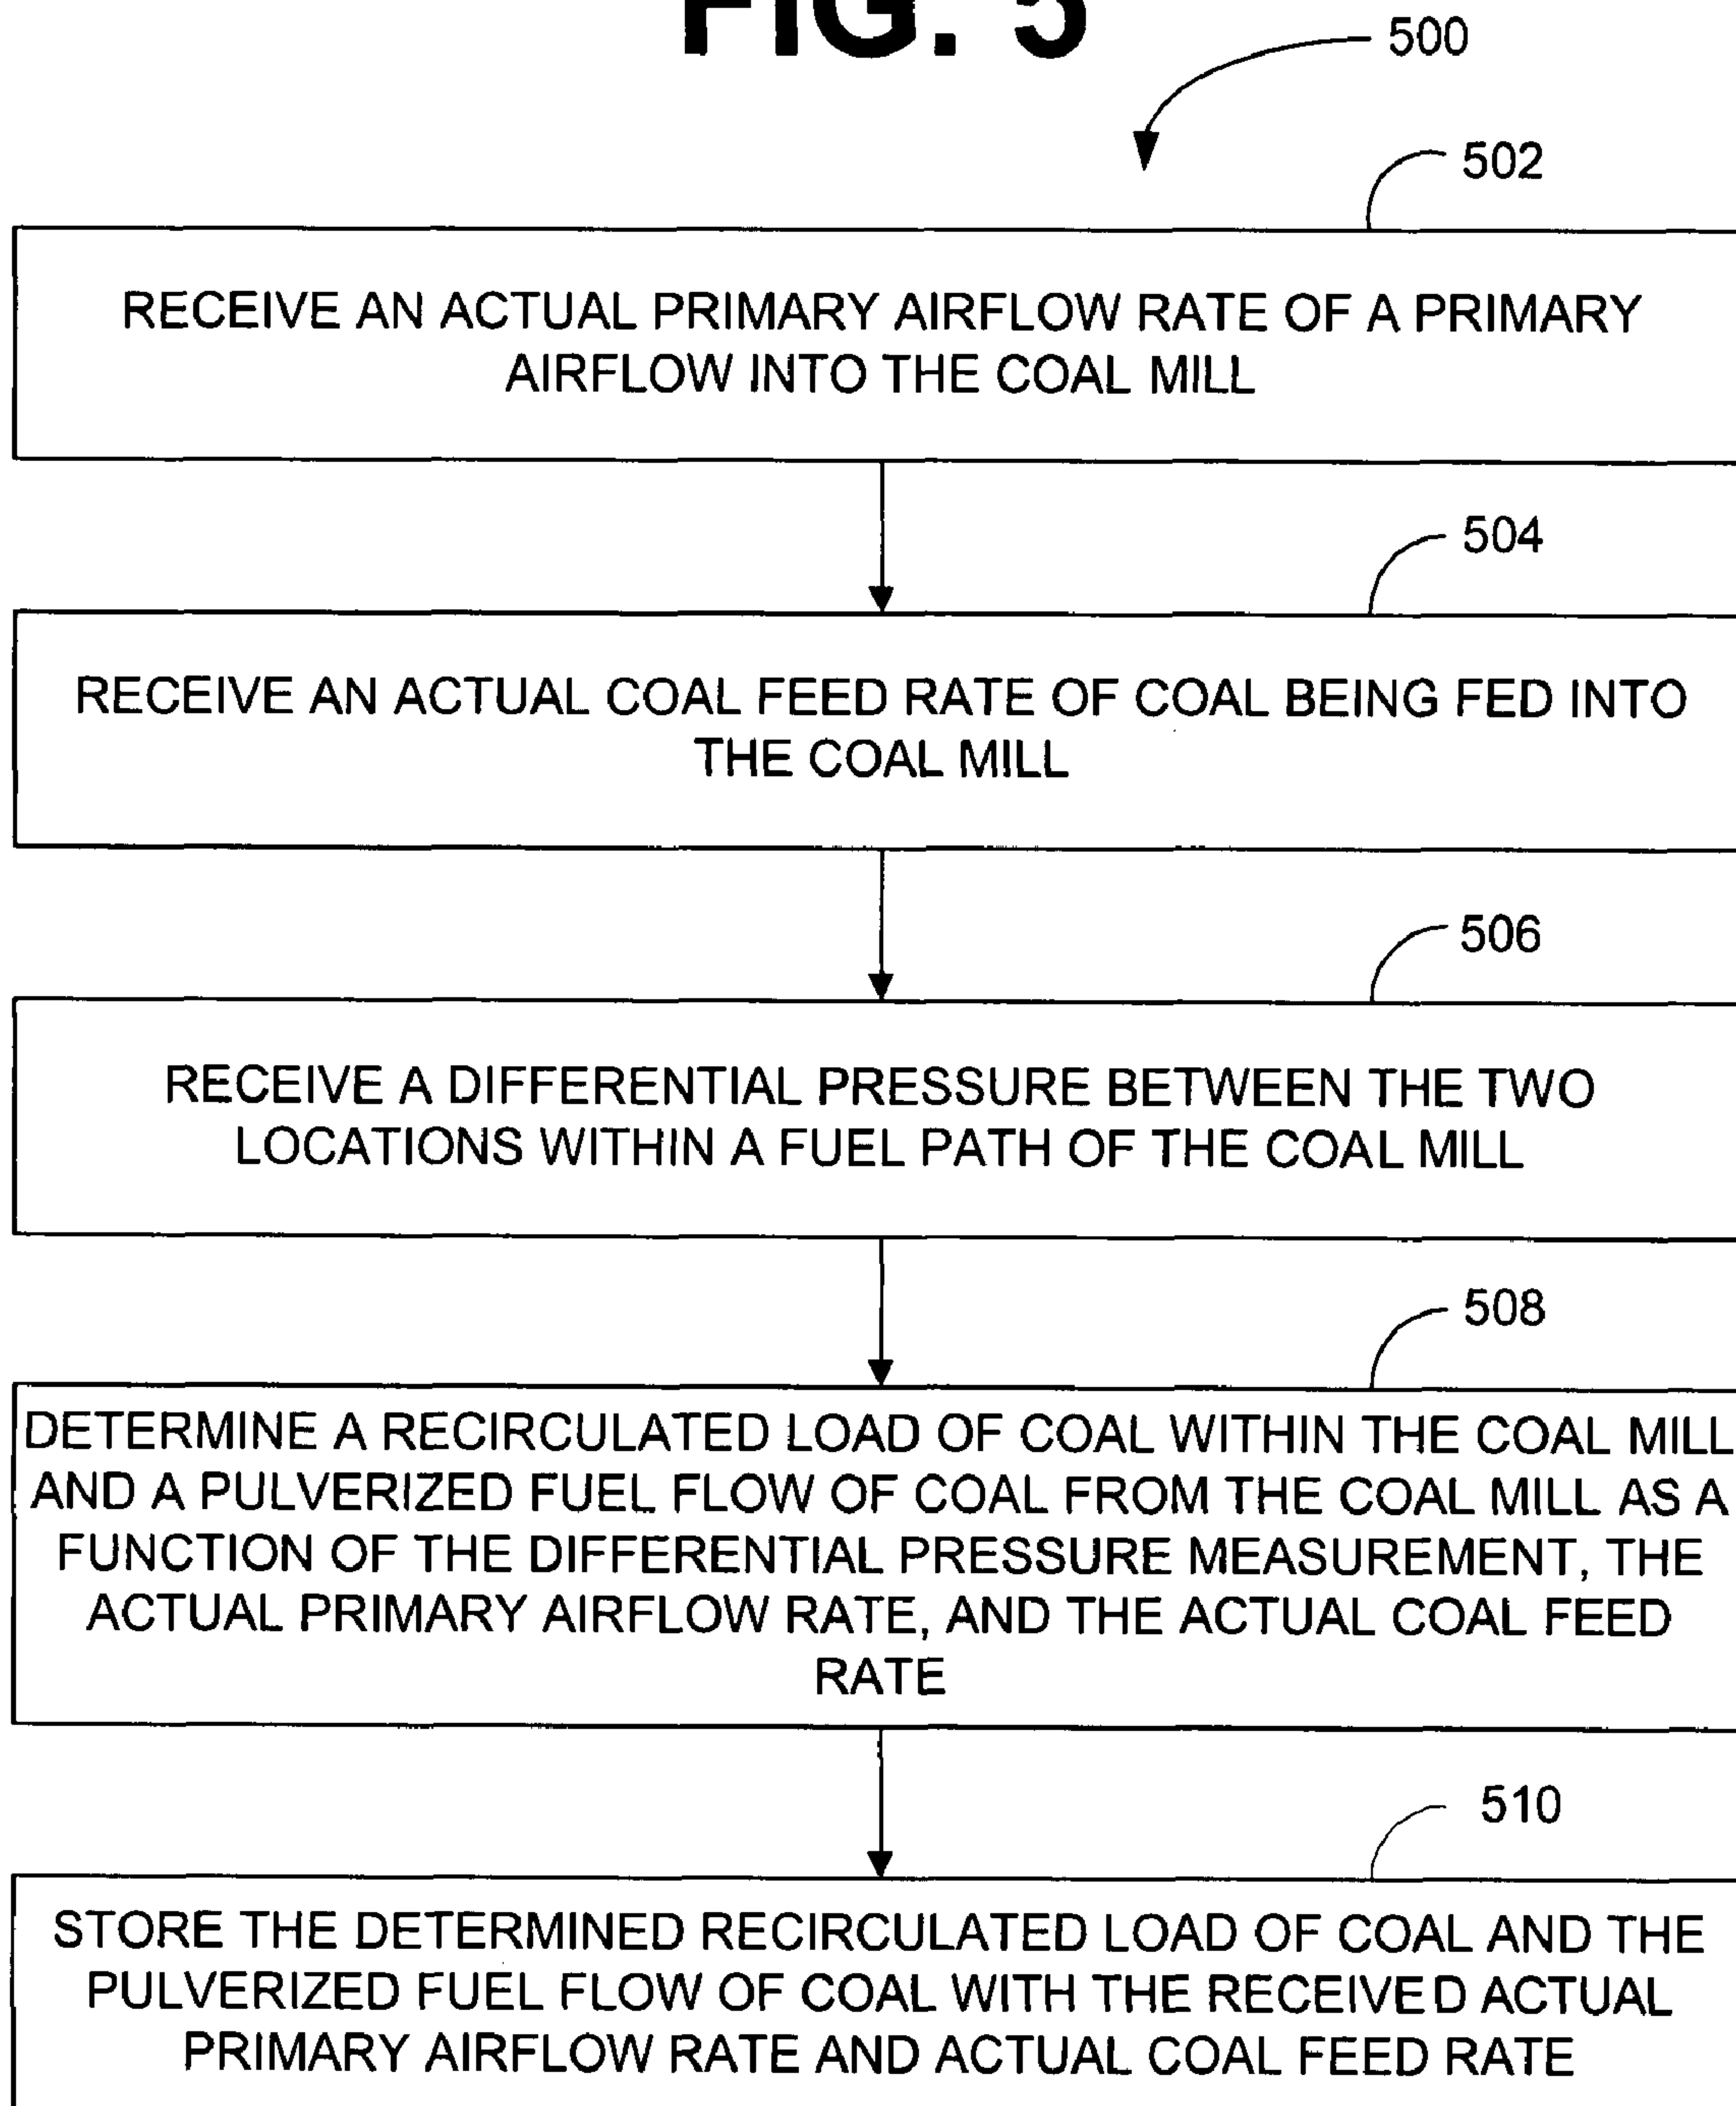 FIG. 5
500
502
RECEIVE AN ACTUAL PRIMARY AIRFLOW RATE OF A PRIMARY
AIRFLOW INTO THE COAL MILL
504
RECEIVE AN ACTUAL COAL FEED RATE OF COAL BEING FED INTO
THE COAL MILL
506
RECEIVE A DIFFERENTIAL PRESSURE BETWEEN THE TWO
LOCATIONS WITHIN A FUEL PATH OF THE COAL MILL
508
DETERMINE A RECIRCULATED LOAD OF COAL WITHIN THE COAL MILL
AND A PULVERIZED FUEL FLOW OF COAL FROM THE COAL MILL AS A
FUNCTION OF THE DIFFERENTIAL PRESSURE MEASUREMENT, THE
ACTUAL PRIMARY AIRFLOW RATE, AND THE ACTUAL COAL FEED
RATE
510
STORE THE DETERMINED RECIRCULATED LOAD OF COAL AND THE
PULVERIZED FUEL FLOW OF COAL WITH THE RECEIVED ACTUAL
PRIMARY AIRFLOW RATE AND ACTUAL COAL FEED RATE